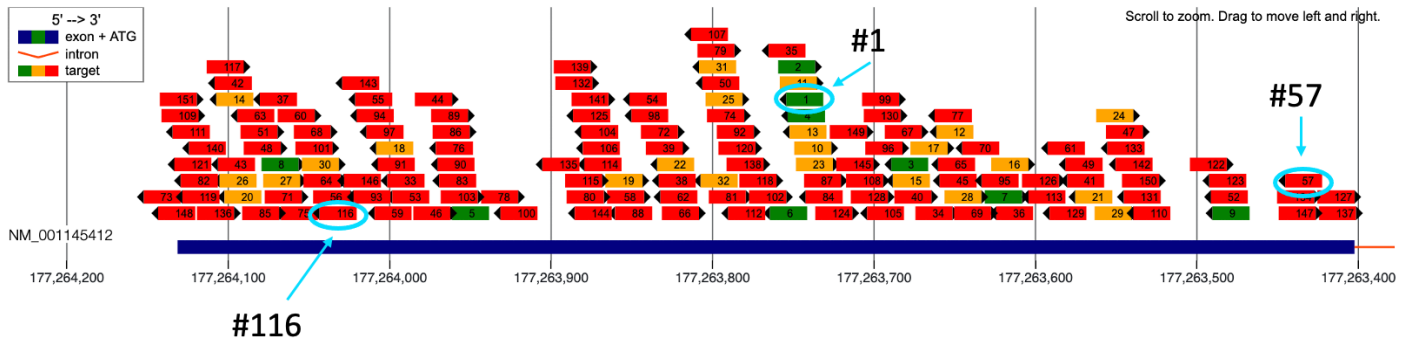 5' --> 3'
exon + ATG
intron
target
Scroll to zoom. Drag to move left and right.
#1
#57
107
79 35
117 139 31 2
42 143 132 50 11
151 14 37 55 44 141 54 25 1 99
109 63 60 94 89 125 98 74 4 130 77 24
111 51 68 97 86 104 72 92 13 149 67 12 47
140 48 101 18 76 106 39 120 10 96 17 70 61 133
121 43 8 30 91 90 135 114 22 138 23 145 3 65 16 49 142 122
82 26 27 64 146 33 83 115 19 38 32 118 87 108 15 45 95 126 41 150 123 57
73 119 20 71 56 93 53 103 78 80 58 62 81 102 84 128 40 28 7 113 21 131 52 127
148 136 85 75 116 59 46 5 100 144 88 66 112 6 124 105 34 69 36 129 29 110 9 147 137
NM_001145412
177,264,200 177,264,100 177,264,000 177,263,900 177,263,800 177,263,700 177,263,600 177,263,500 177,263,400
#116